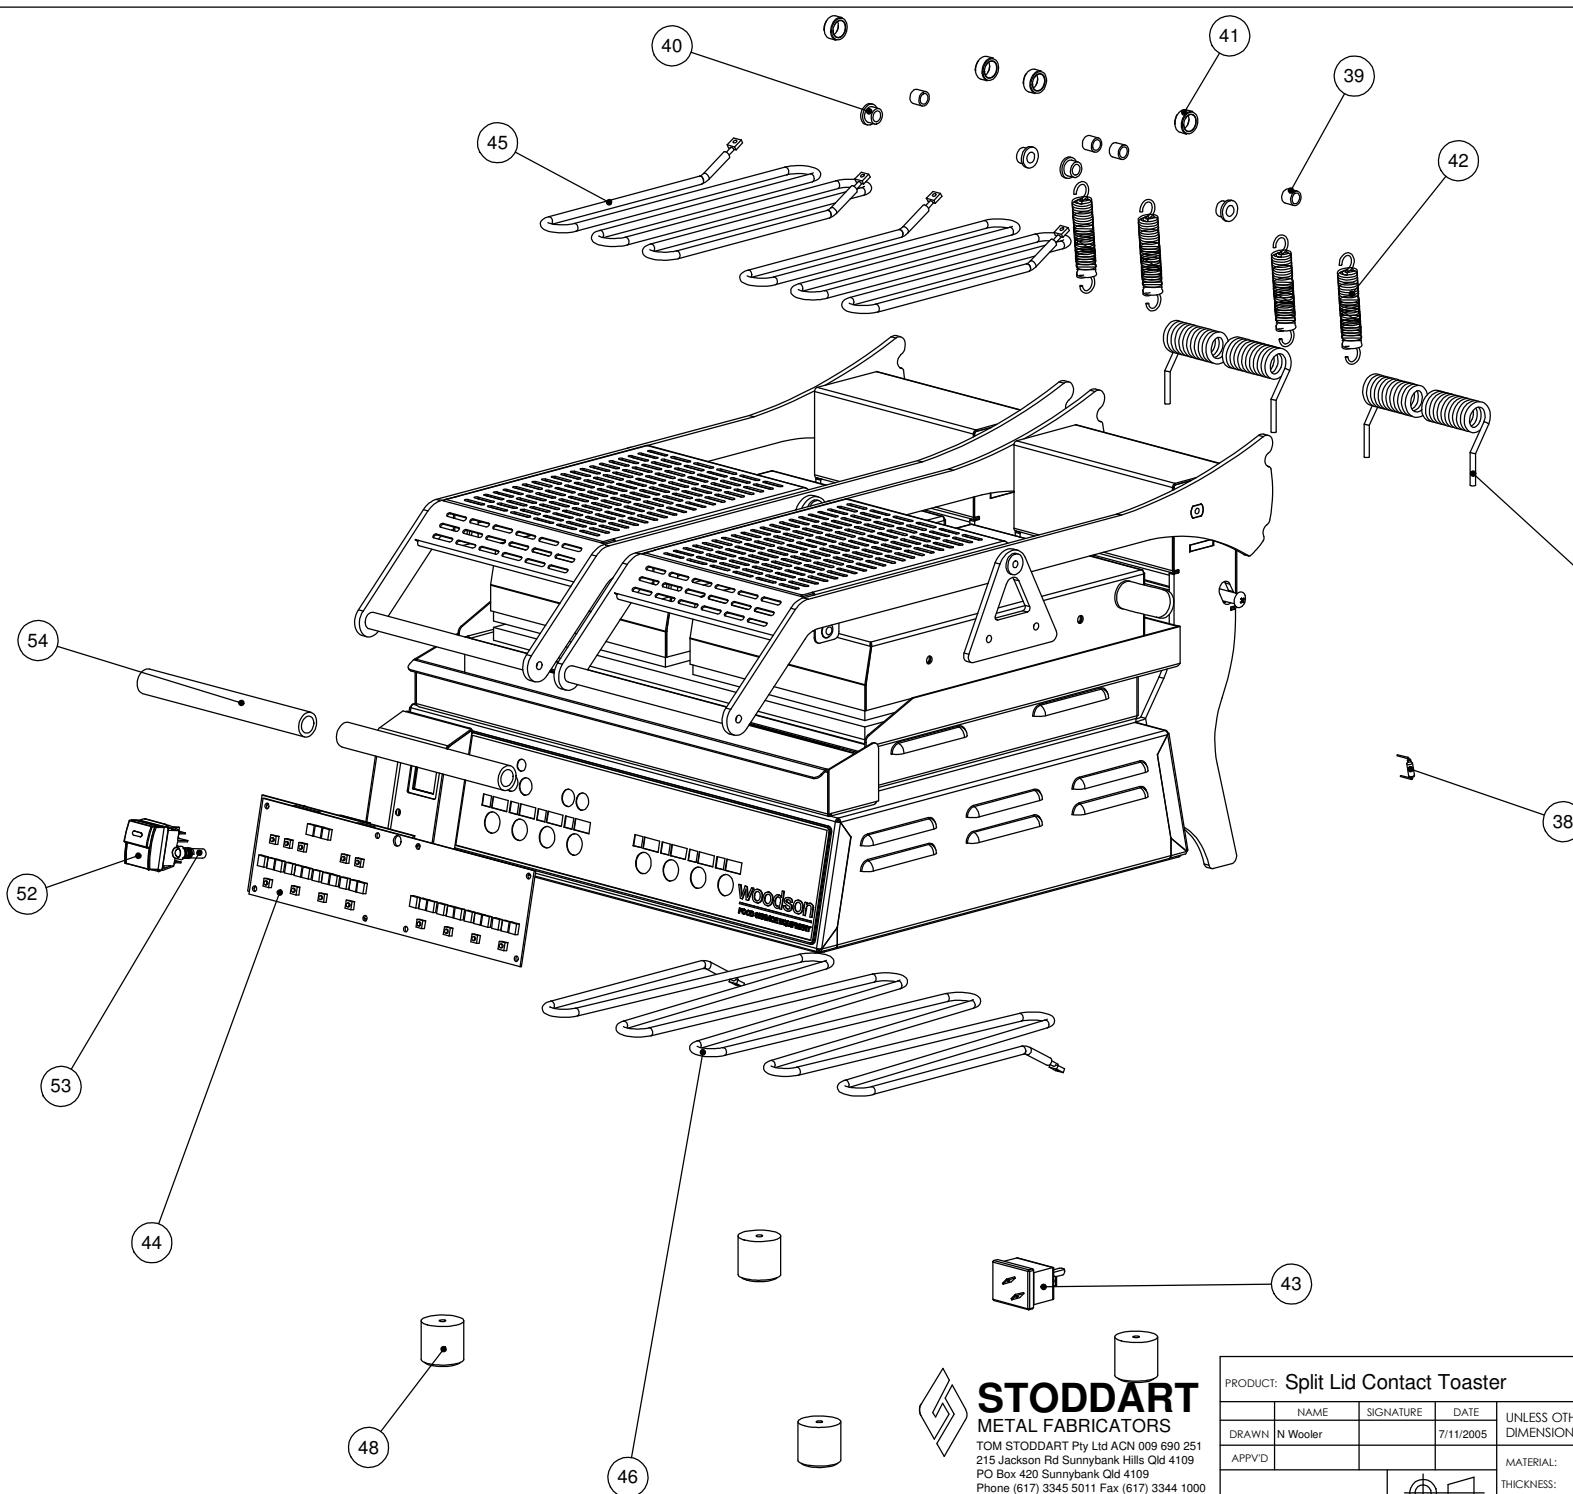 40
41
39
45
42
54
38
52
53
44
43
48
46
woodson
STODDART
METAL FABRICATORS
TOM STODDART Pty Ltd ACN 009 690 251
215 Jackson Rd Sunnybank Hills Qld 4109
PO Box 420 Sunnybank Qld 4109
Phone (617) 3345 5011 Fax (617) 3344 1000
PRODUCT: Split Lid Contact Toaster
NAME SIGNATURE DATE
DRAWN N Wooler 7/11/2005
APPV'D
UNLESS OTH
DIMENSION
MATERIAL:
THICKNESS: